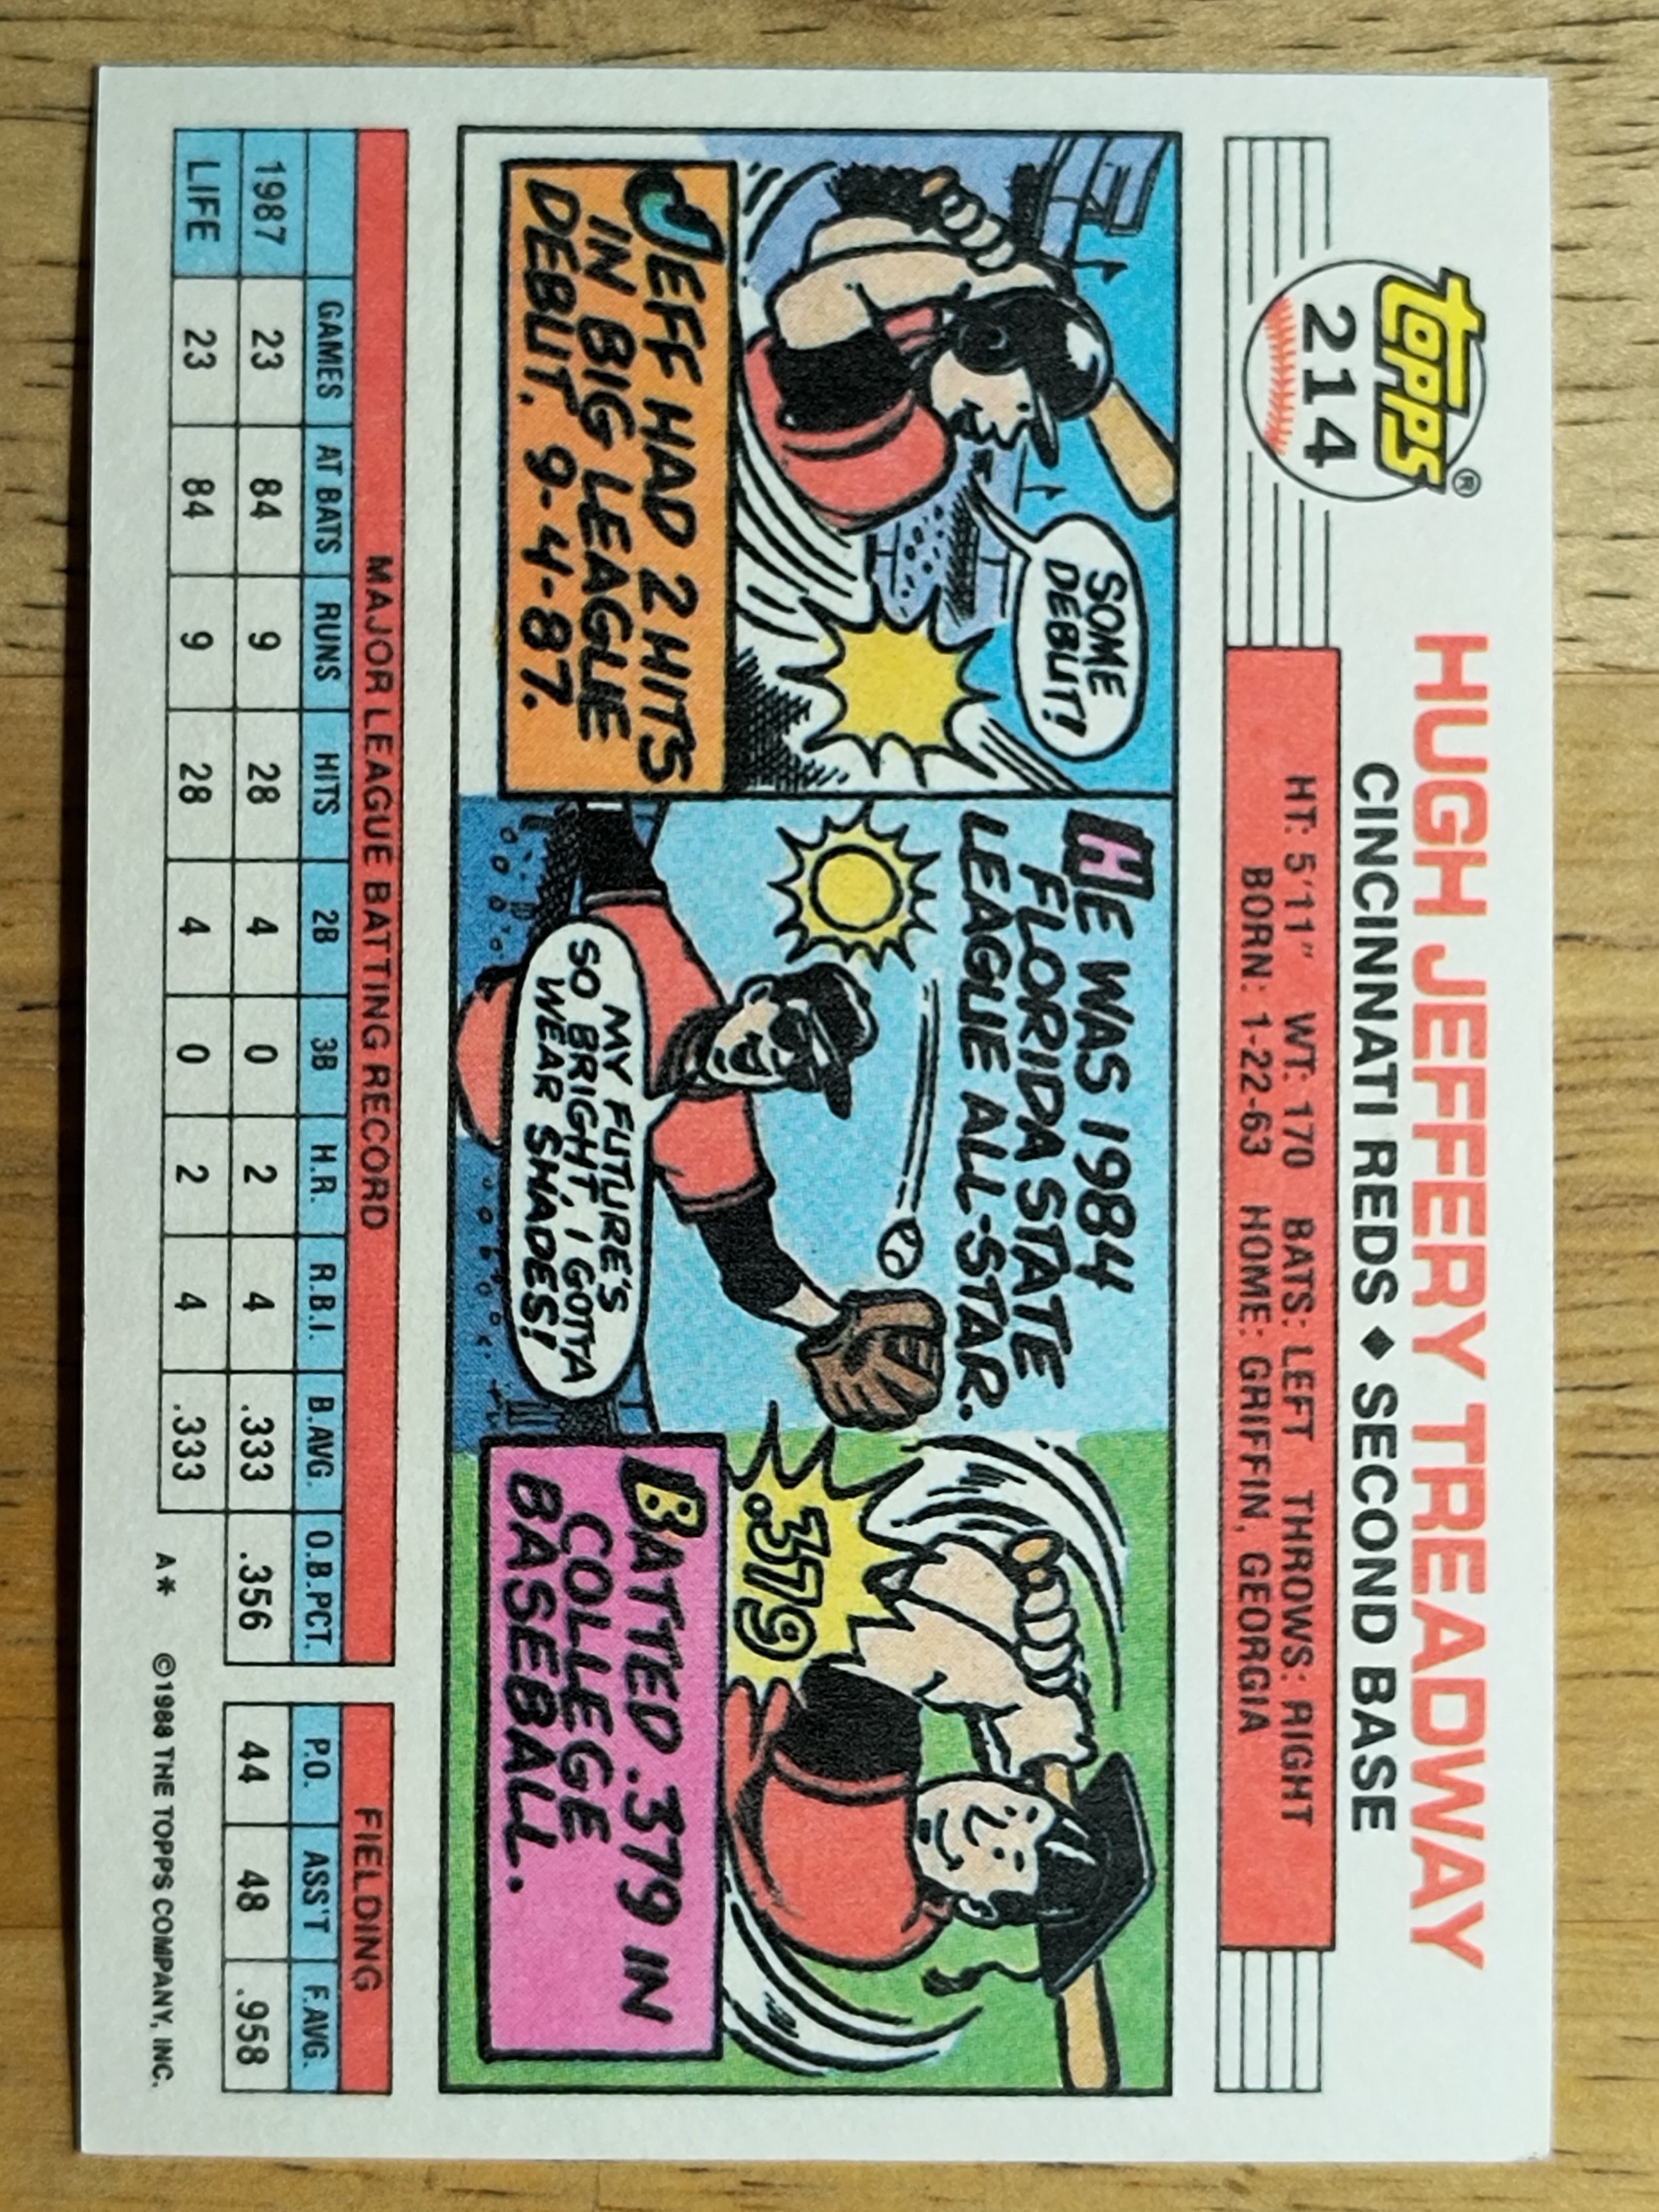 topps®
214
HUGH JEFFERY TREADWAY
CINCINNATI REDS ♦ SECOND BASE
HT: 5'11" WT: 170 BATS: LEFT THROWS: RIGHT
BORN: 1-22-63 HOME: GRIFFIN, GEORGIA
SOME
DEBUT!
JEFF HAD 2 HITS
IN BIG LEAGUE
DEBUT. 9-4-87.
HE WAS 1984
FLORIDA STATE
LEAGUE ALL-STAR.
MY FUTURE'S
SO BRIGHT, I GOTTA
WEAR SHADES!
.379
BATTED .379 IN
COLLEGE
BASEBALL.
MAJOR LEAGUE BATTING RECORD FIELDING
GAMES AT BATS RUNS HITS 2B 3B H.R. R.B.I. B.AVG. O.B.PCT. P.O. ASS'T F.AVG.
1987 23 84 9 28 4 0 2 4 .333 .356 44 48 .958
LIFE 23 84 9 28 4 0 2 4 .333
A* ©1988 THE TOPPS COMPANY, INC.